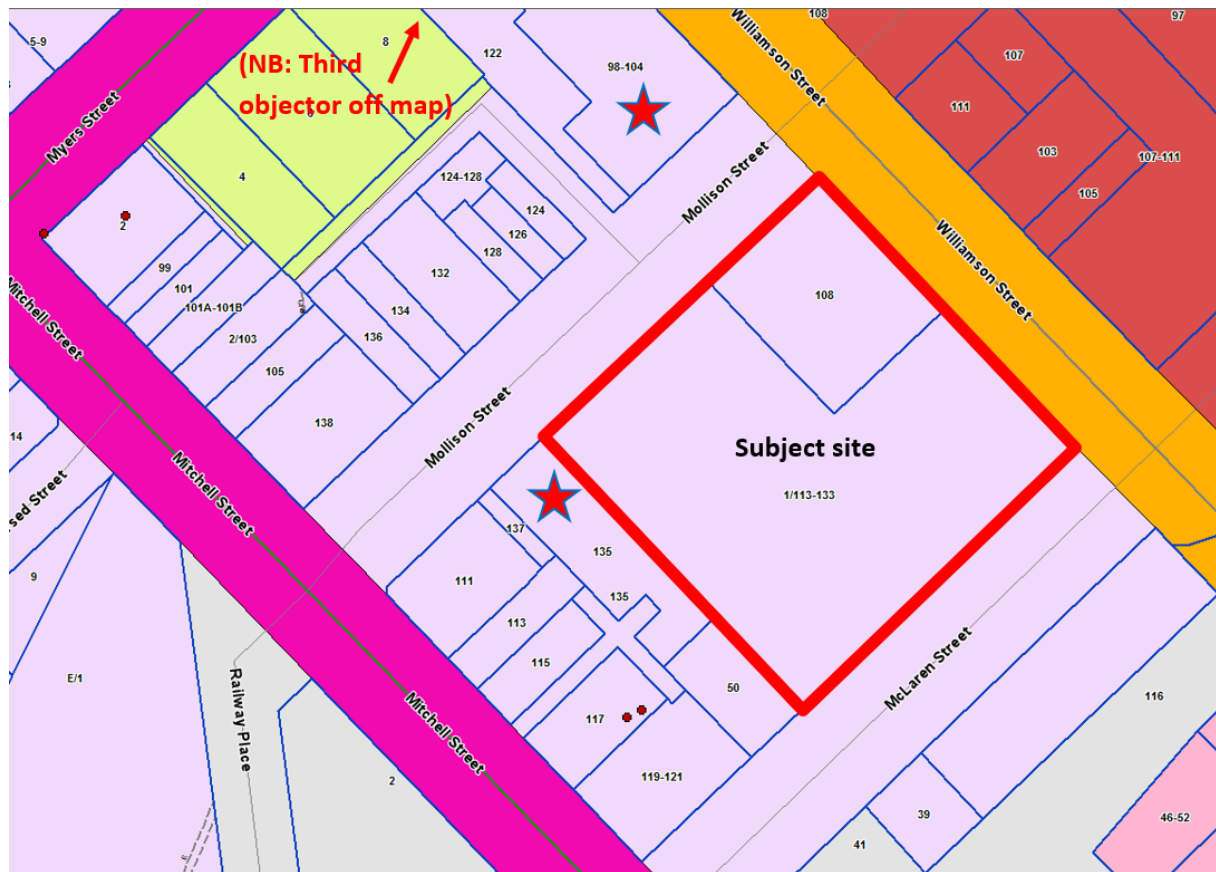 5-9
8
122
98-104
Williamson Street
108
97
107
111
103
107-111
105
(NB: Third
objector off map)
Myers Street
4
124-128
Mollison Street
124
126
128
132
2
99
101
101A-101B
134
2/103
136
105
138
Mitchell Street
Williamson Street
108
14
Mollison Street
Subject site
1/113-133
Mitchell Street
137
135
135
111
113
115
9
E/1
Railway Place
117
50
McLaren Street
116
Mitchell Street
119-121
2
39
41
46-52